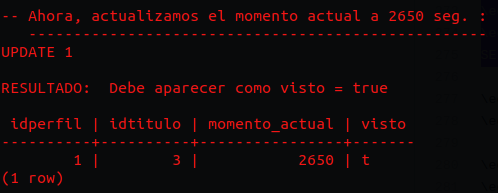 -- Ahora, actualizamos el momento actual a 2650 seg. :
---------------------------------------------------
UPDATE 1
RESULTADO:  Debe aparecer como visto = true
 idperfil | idtitulo | momento_actual | visto
----------+----------+----------------+-------
        1 |        3 |           2650 | t
(1 row)